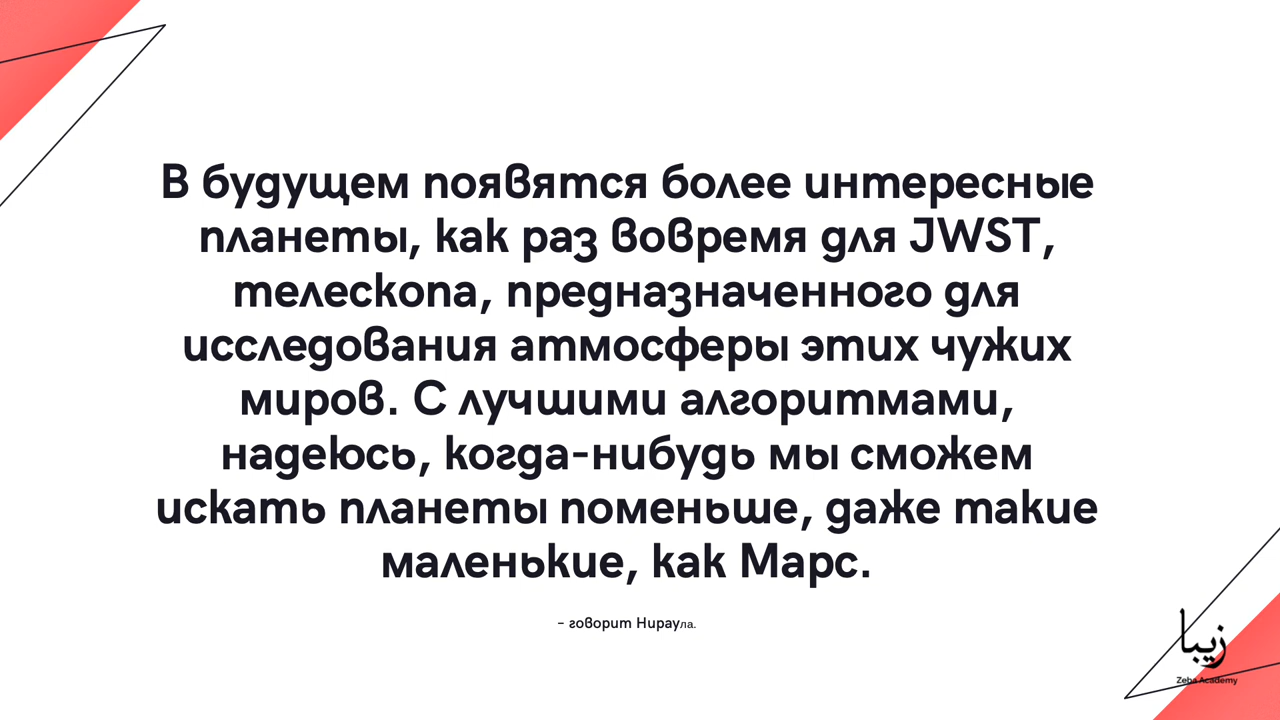 В будущем появятся более интересные
планеты, как раз вовремя для JWST,
телескопа, предназначенного для
исследования атмосферы этих чужих
миров. С лучшими алгоритмами,
надеюсь, когда-нибудь мы сможем
искать планеты поменьше, даже такие
маленькие, как Марс.
- говорит Нираула.
زیبا
Zeba Academy